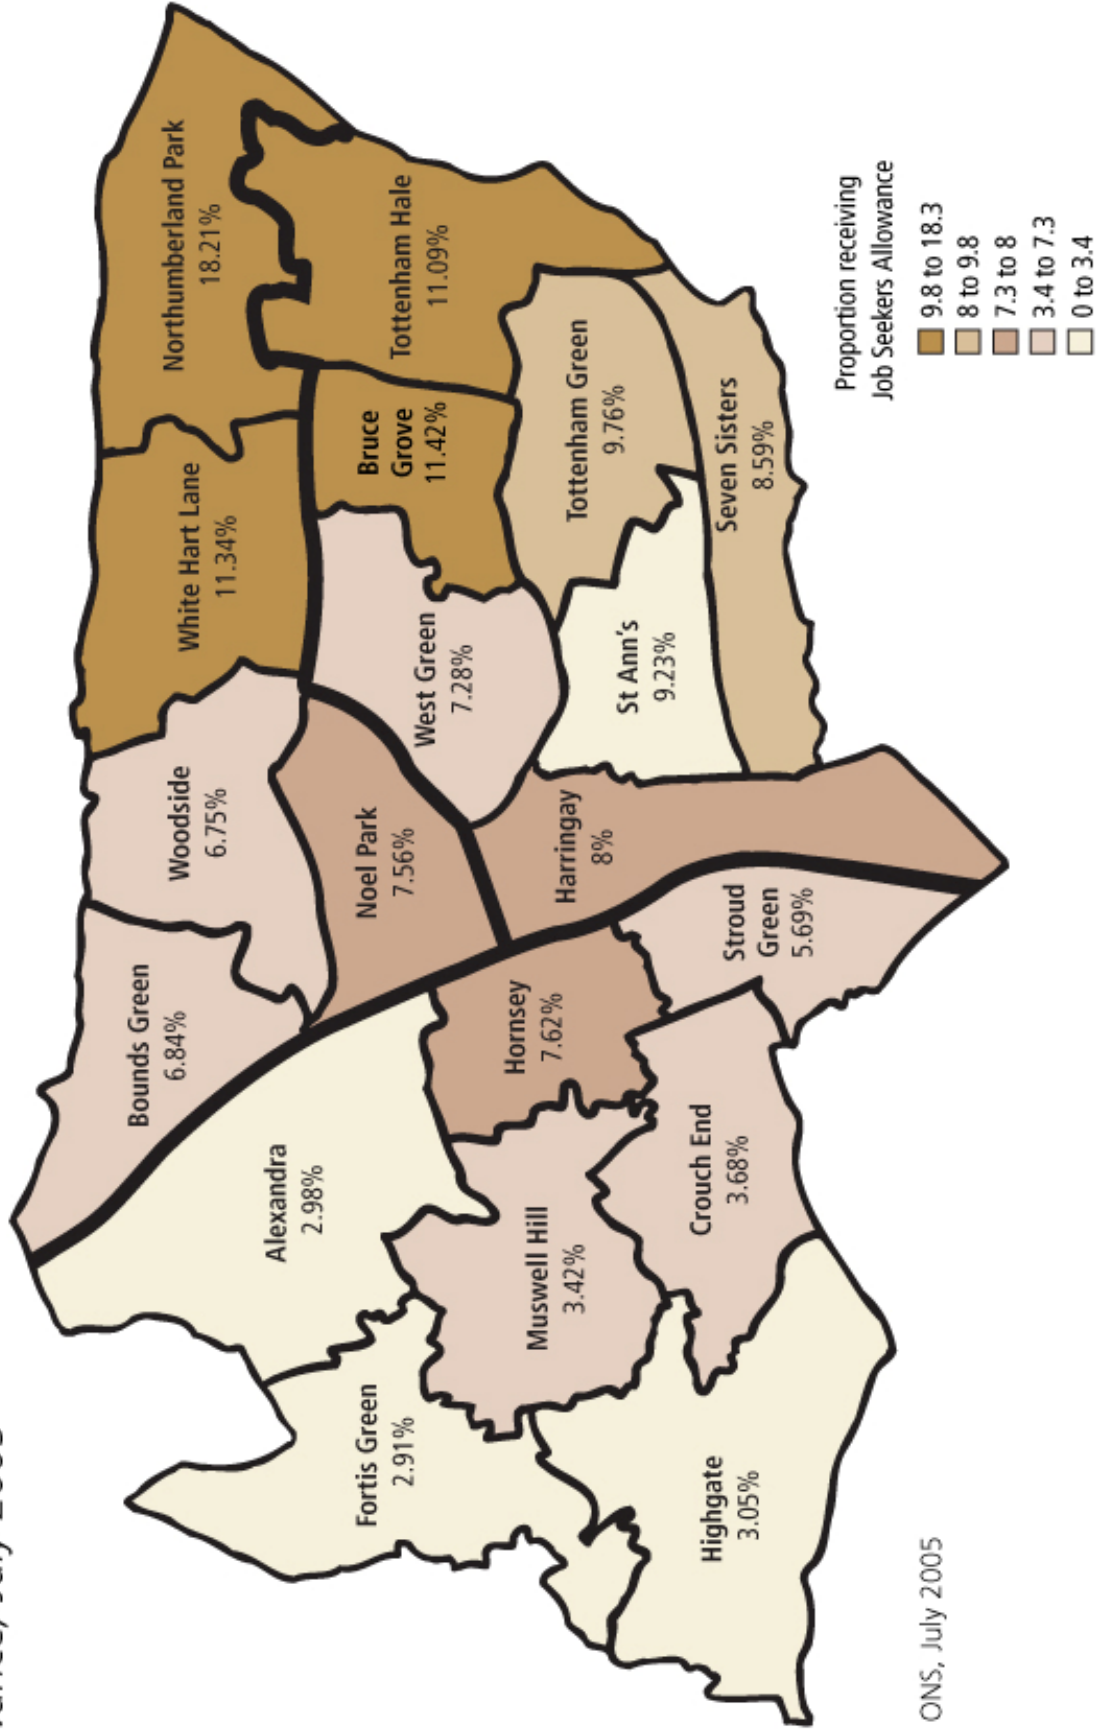 July 2005
Northumberland Park
18.21%
White Hart Lane
11.34%
Woodside
6.75%
Bounds Green
6.84%
Tottenham Hale
11.09%
Bruce
Grove
11.42%
West Green
7.28%
Noel Park
7.56%
Alexandra
2.98%
Fortis Green
2.91%
Tottenham Green
9.76%
St Ann's
9.23%
Harringay
8%
Hornsey
7.62%
Muswell Hill
3.42%
Seven Sisters
8.59%
Stroud
Green
5.69%
Crouch End
3.68%
Highgate
3.05%
Proportion receiving
Job Seekers Allowance
9.8 to 18.3
8 to 9.8
7.3 to 8
3.4 to 7.3
0 to 3.4
ONS, July 2005